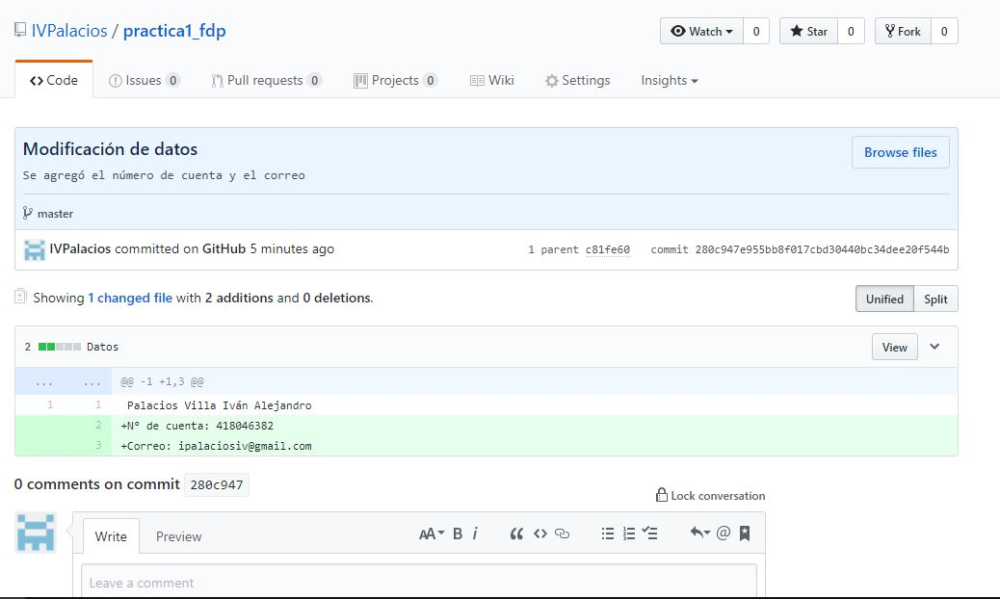 IVPalacios / practica1_fdp
Watch 0 Star 0 Fork 0
Code Issues 0 Pull requests 0 Projects 0 Wiki Settings Insights
Modificación de datos
Browse files
Se agregó el número de cuenta y el correo
master
IVPalacios committed on GitHub 5 minutes ago 1 parent c81fe60 commit 280c947e955bb8f017cbd30440bc34dee20f544b
Showing 1 changed file with 2 additions and 0 deletions. Unified Split
2 Datos View
... ... @@ -1 +1,3 @@
1 1 Palacios Villa Iván Alejandro
2 +Nº de cuenta: 418046382
3 +Correo: ipalaciosiv@gmail.com
0 comments on commit 280c947
Lock conversation
Write Preview AA B i “ <> @
Leave a comment